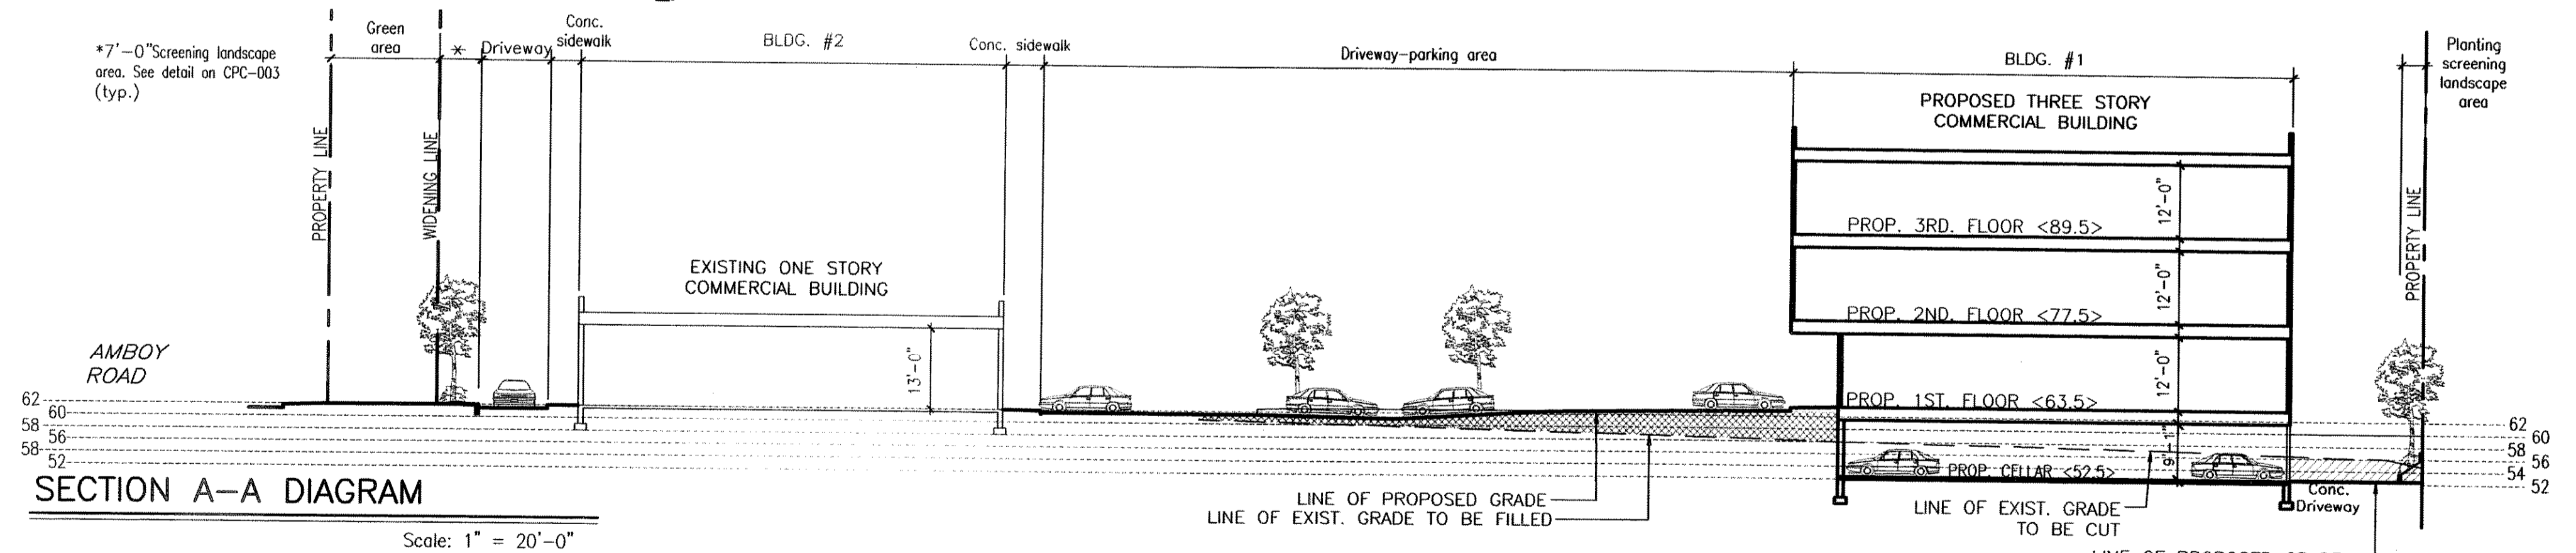 *7'-0"Screening landscape
area. See detail on CPC-003
(typ.)
Green
area
*
Driveway
Conc.
sidewalk
BLDG. #2
Conc. sidewalk
Driveway-parking area
BLDG. #1
Planting
screening
landscape
area
PROPOSED THREE STORY
COMMERCIAL BUILDING
PROPERTY LINE
WIDENING LINE
PROPERTY LINE
12'-0"
PROP. 3RD. FLOOR <89.5>
EXISTING ONE STORY
COMMERCIAL BUILDING
12'-0"
PROP. 2ND. FLOOR <77.5>
AMBOY
ROAD
13'-0"
12'-0"
PROP. 1ST. FLOOR <63.5>
62
60
58
56
58
52
62
60
58
56
54
52
9'-1"
PROP. CELLAR <52.5>
SECTION A-A DIAGRAM
Scale: 1" = 20'-0"
LINE OF PROPOSED GRADE
LINE OF EXIST. GRADE TO BE FILLED
LINE OF EXIST. GRADE
TO BE CUT
Conc.
Driveway